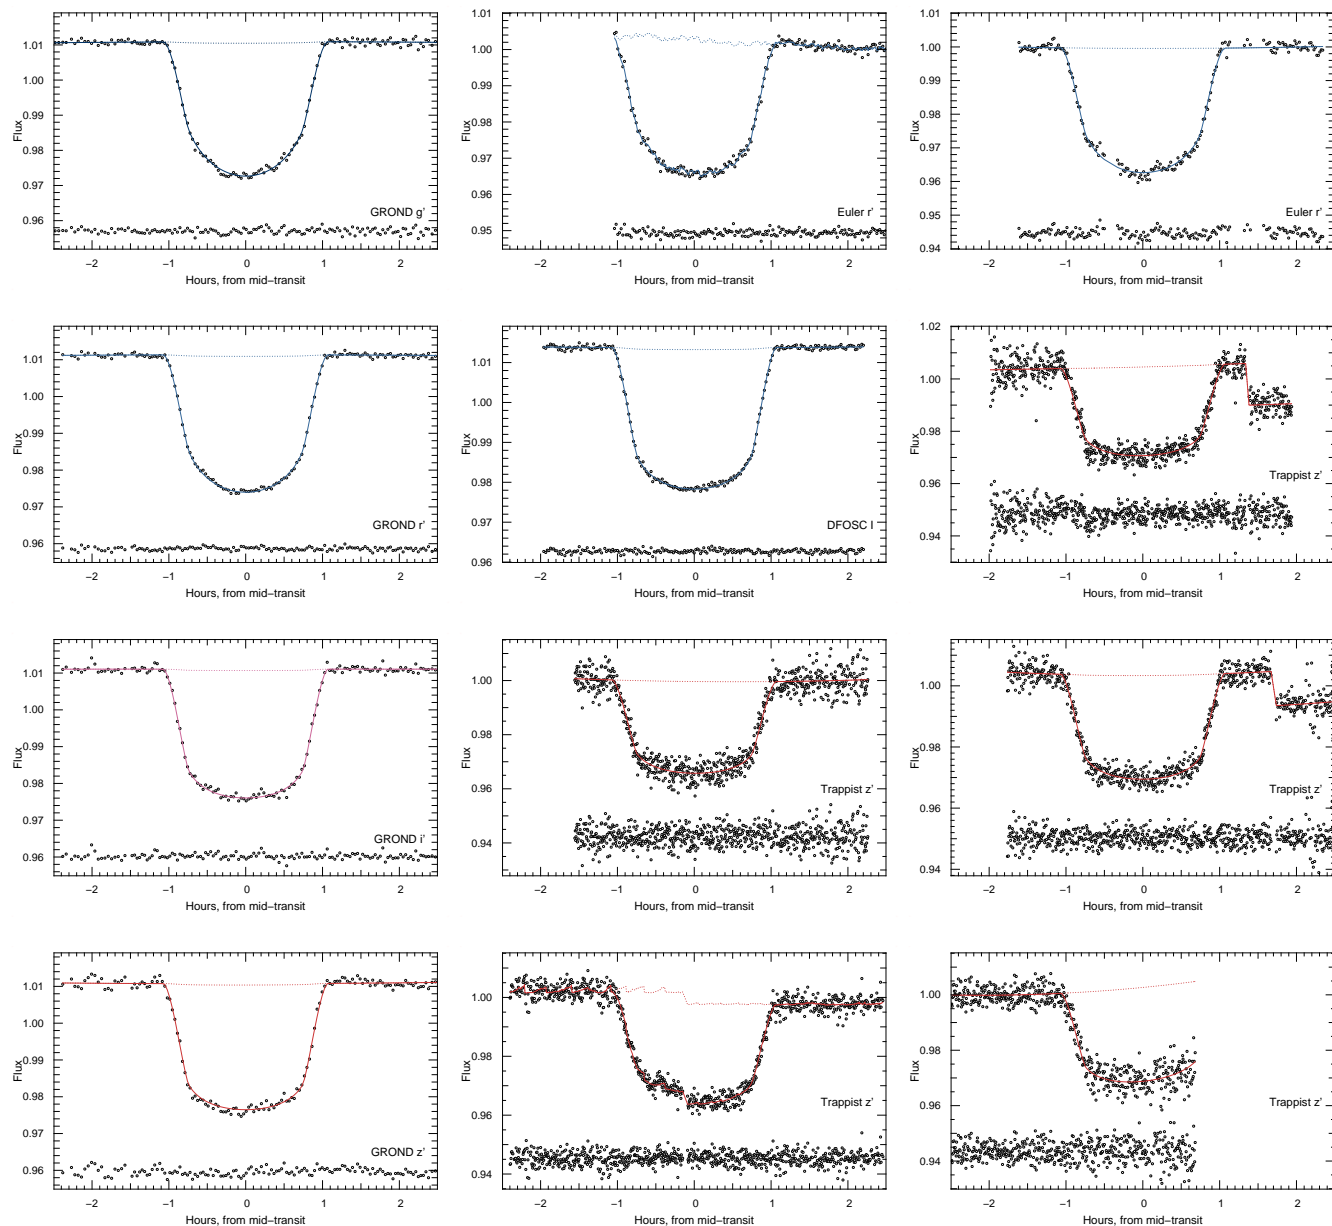 1.01
1.00
0.99
0.98
0.97
0.96
Flux
GROND g'
−2 −1 0 1 2
Hours, from mid−transit
1.01
1.00
0.99
0.98
0.97
0.96
0.95
Flux
Euler r'
−2 −1 0 1 2
Hours, from mid−transit
1.01
1.00
0.99
0.98
0.97
0.96
0.95
0.94
Flux
Euler r'
−2 −1 0 1 2
Hours, from mid−transit
1.01
1.00
0.99
0.98
0.97
0.96
Flux
GROND r'
−2 −1 0 1 2
Hours, from mid−transit
1.01
1.00
0.99
0.98
0.97
0.96
Flux
DFOSC I
−2 −1 0 1 2
Hours, from mid−transit
1.02
1.00
0.98
0.96
0.94
Flux
Trappist z'
−2 −1 0 1 2
Hours, from mid−transit
1.01
1.00
0.99
0.98
0.97
0.96
Flux
GROND i'
−2 −1 0 1 2
Hours, from mid−transit
1.00
0.98
0.96
0.94
Flux
Trappist z'
−2 −1 0 1 2
Hours, from mid−transit
1.00
0.98
0.96
0.94
Flux
Trappist z'
−2 −1 0 1 2
Hours, from mid−transit
1.01
1.00
0.99
0.98
0.97
0.96
Flux
GROND z'
−2 −1 0 1 2
Hours, from mid−transit
1.00
0.98
0.96
0.94
Flux
Trappist z'
−2 −1 0 1 2
Hours, from mid−transit
1.00
0.98
0.96
0.94
Flux
Trappist z'
−2 −1 0 1 2
Hours, from mid−transit